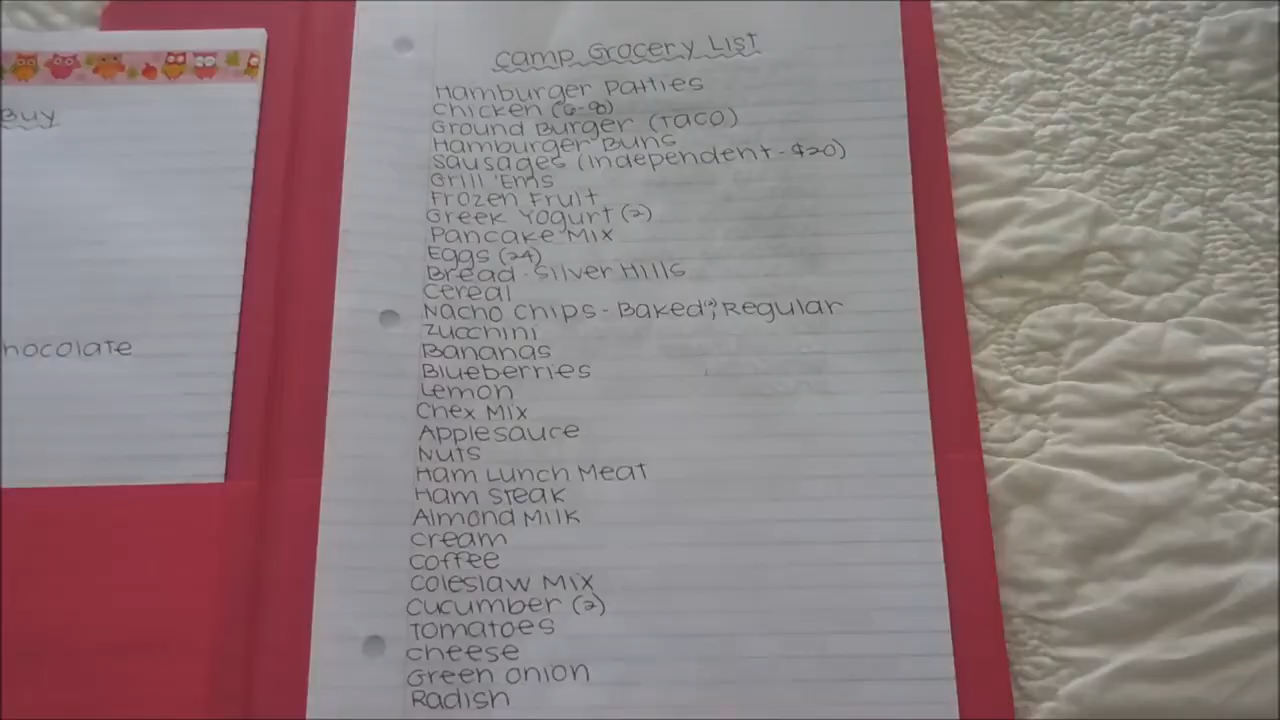 Buy
hocolate
Camp Grocery List
Hamburger Patties
Chicken (6-8)
Ground Burger (Taco)
Hamburger Buns
Sausages (Independent - $20)
Grill 'Ems
Frozen Fruit
Greek Yogurt (2)
Pancake Mix
Eggs (24)
Bread - Silver Hills
Cereal
Nacho Chips - Baked "?" Regular
Zucchini
Bananas
Blueberries
Lemon
Chex Mix
Applesauce
Nuts
Ham Lunch Meat
Ham Steak
Almond Milk
Cream
Coffee
Coleslaw Mix
Cucumber (2)
Tomatoes
Cheese
Green Onion
Radish